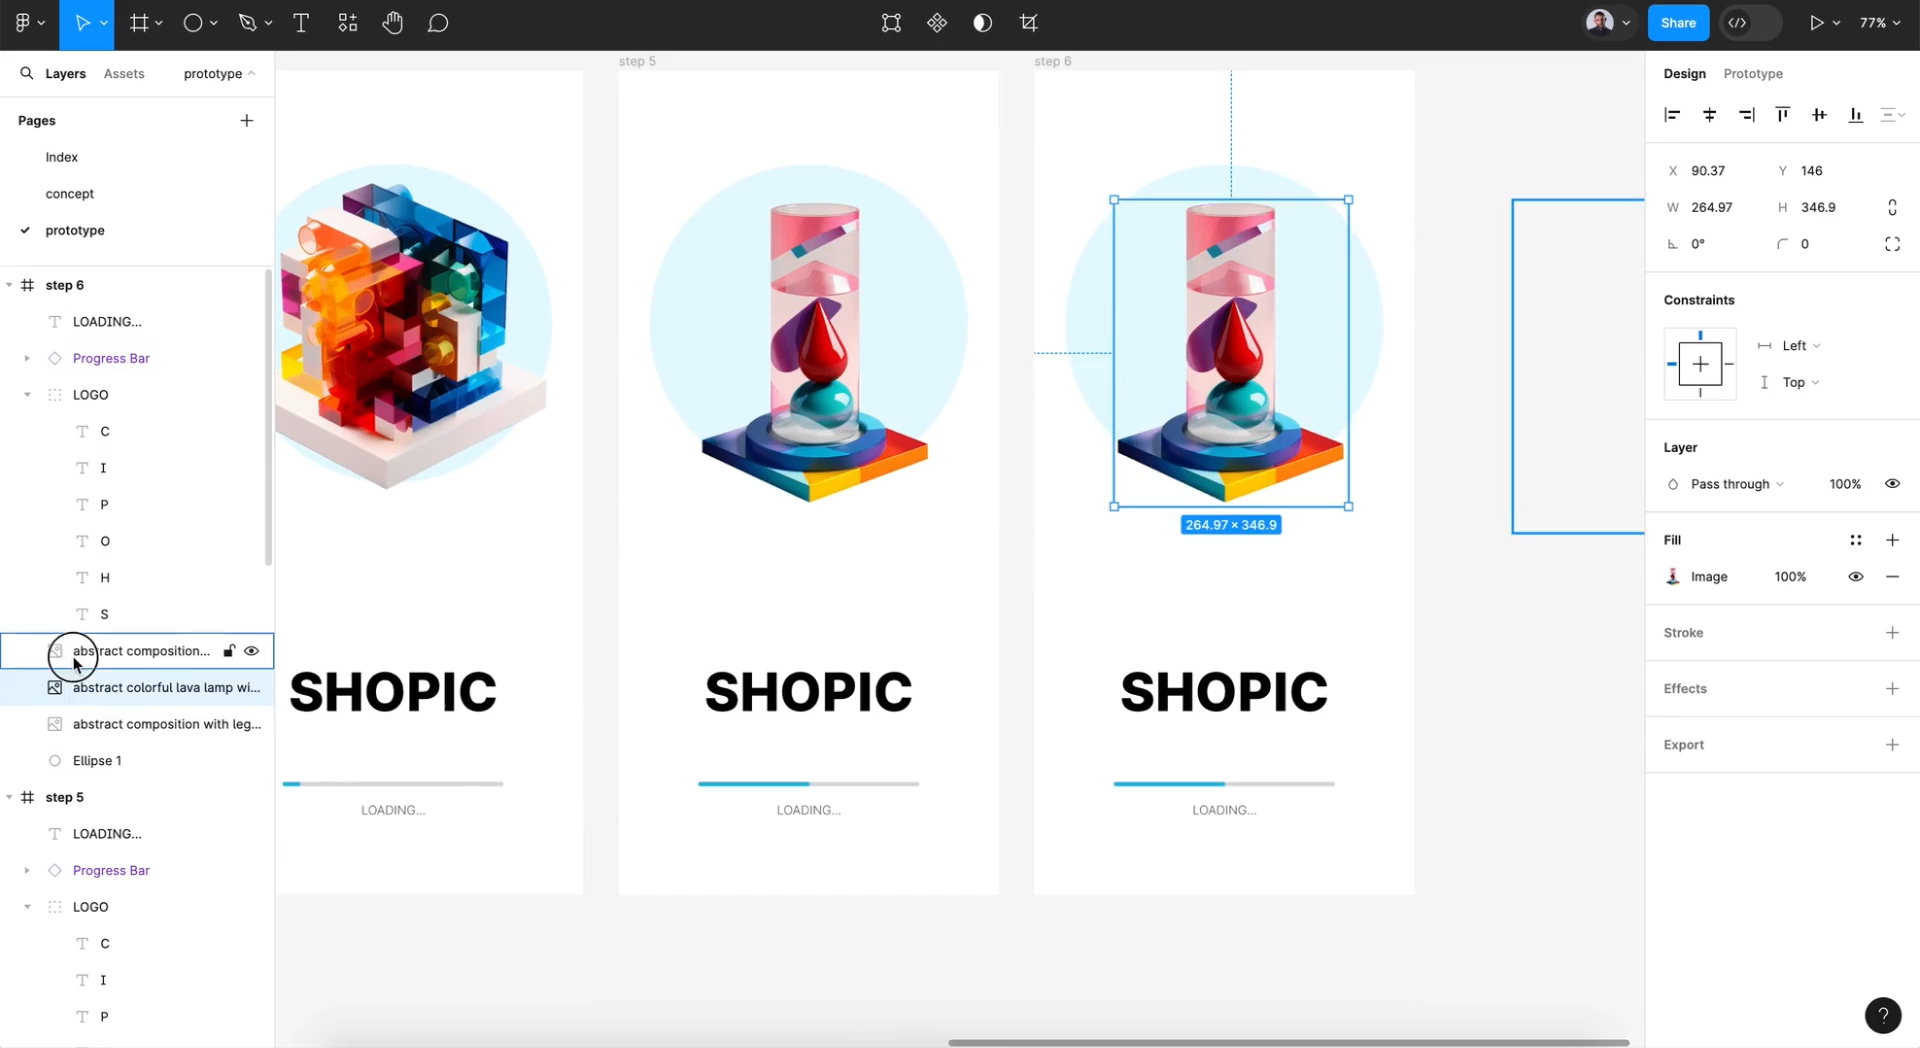 Share
77%
Layers
Assets
prototype
Pages
Index
concept
prototype
step 6
LOADING...
Progress Bar
LOGO
C
I
P
O
H
S
abstract composition...
abstract colorful lava lamp wi...
abstract composition with leg...
Ellipse 1
step 5
LOADING...
Progress Bar
LOGO
C
I
P
SHOPIC
LOADING...
step 5
SHOPIC
LOADING...
step 6
264.97 × 346.9
SHOPIC
LOADING...
Design
Prototype
X 90.37
Y 146
W 264.97
H 346.9
0°
0
Constraints
Left
Top
Layer
Pass through
100%
Fill
Image
100%
Stroke
Effects
Export
?